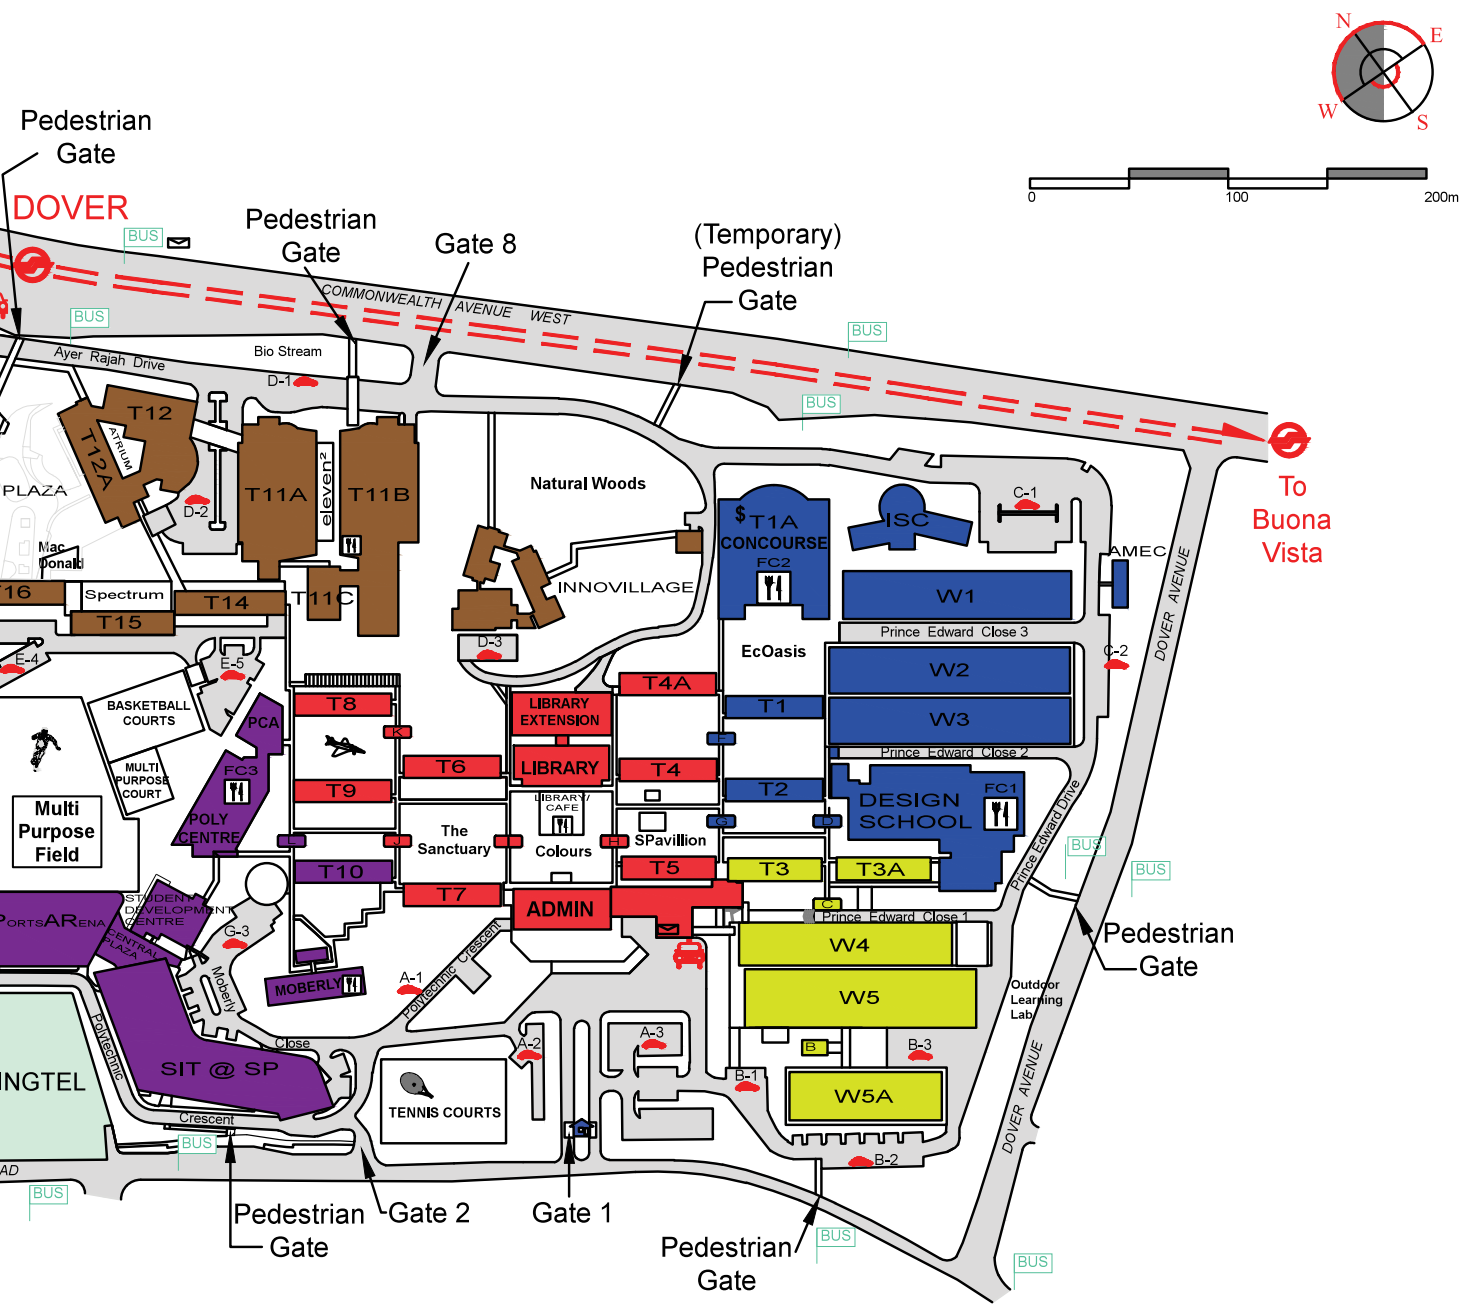 N
E
W
S
0
100
200m
Pedestrian
Gate
DOVER
BUS
Pedestrian
Gate
Gate 8
(Temporary)
Pedestrian
Gate
COMMONWEALTH AVENUE WEST
BUS
BUS
BUS
Ayer Rajah Drive
Bio Stream
D-1
To
Buona
Vista
T12
ATRIUM
T12A
T11A
eleven²
T11B
PLAZA
D-2
Natural Woods
$
T1A
CONCOURSE
FC2
ISC
C-1
AMEC
DOVER AVENUE
Mac
Donald
T16
Spectrum
T14
T15
T11C
INNOVILLAGE
W1
Prince Edward Close 3
E-4
E-5
D-3
EcOasis
W2
C-2
BASKETBALL
COURTS
PCA
T8
LIBRARY
EXTENSION
T4A
T1
W3
K
F
Prince Edward Close 2
MULTI
PURPOSE
COURT
FC3
T9
T6
LIBRARY
T4
T2
DESIGN
SCHOOL
FC1
Prince Edward Drive
Multi
Purpose
Field
POLY
CENTRE
L
J
The
Sanctuary
I
LIBRARY/
CAFE
Colours
H
SPavillion
G
D
BUS
BUS
T10
T7
T5
T3
T3A
SPORTSARENA
STUDENT
DEVELOPMENT
CENTRE
CENTRAL
PLAZA
G-3
ADMIN
C
Prince Edward Close 1
W4
Pedestrian
Gate
Moberly
MOBERLY
A-1
Polytechnic Crescent
W5
Outdoor
Learning
Lab
Polytechnic
Close
SIT @ SP
A-2
A-3
B
B-3
DOVER AVENUE
INGTEL
TENNIS COURTS
B-1
W5A
Crescent
BUS
B-2
AD
BUS
Pedestrian
Gate
Gate 2
Gate 1
Pedestrian
Gate
BUS
BUS